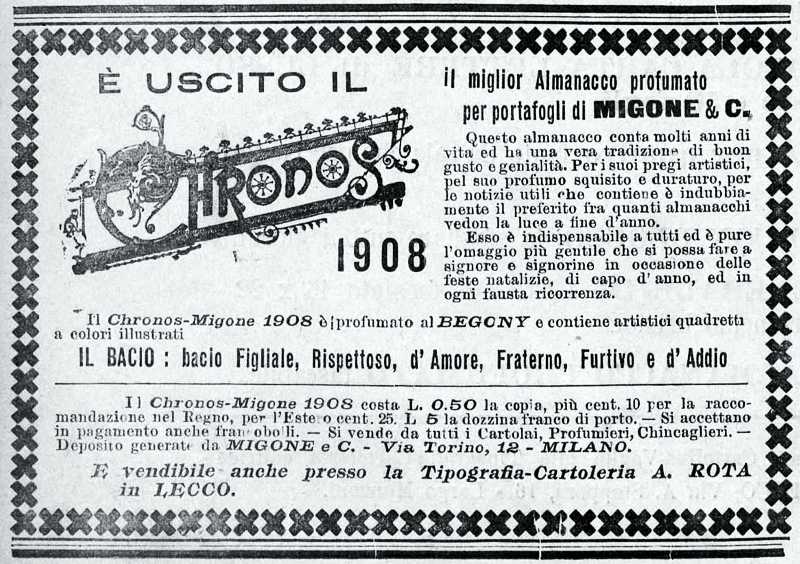 È USCITO IL
CHRONOS
1908
il miglior Almanacco profumato
per portafogli di MIGONE & C.
Questo almanacco conta molti anni di
vita ed ha una vera tradizione di buon
gusto e genialità. Per i suoi pregi artistici,
pel suo profumo squisito e duraturo, per
le notizie utili che contiene è indubbia-
mente il preferito fra quanti almanacchi
vedon la luce a fine d'anno.
Esso è indispensabile a tutti ed è pure
l'omaggio più gentile che si possa fare a
signore e signorine in occasione delle
feste natalizie, di capo d'anno, ed in
ogni fausta ricorrenza.
Il Chronos-Migone 1908 è profumato al BEGONY e contiene artistici quadretti
a colori illustrati
IL BACIO : bacio Figliale, Rispettoso, d'Amore, Fraterno, Furtivo e d'Addio
Il Chronos-Migone 1908 costa L. 0.50 la copia, più cent. 10 per la racco-
mandazione nel Regno, per l'Estero cent. 25. L 5 la dozzina franco di porto. — Si accettano
in pagamento anche francobolli. — Si vende da tutti i Cartolai, Profumieri, Chincaglieri. —
Deposito generale da MIGONE e C. - Via Torino, 12 - MILANO.
E vendibile anche presso la Tipografia-Cartoleria A. ROTA
in LECCO.